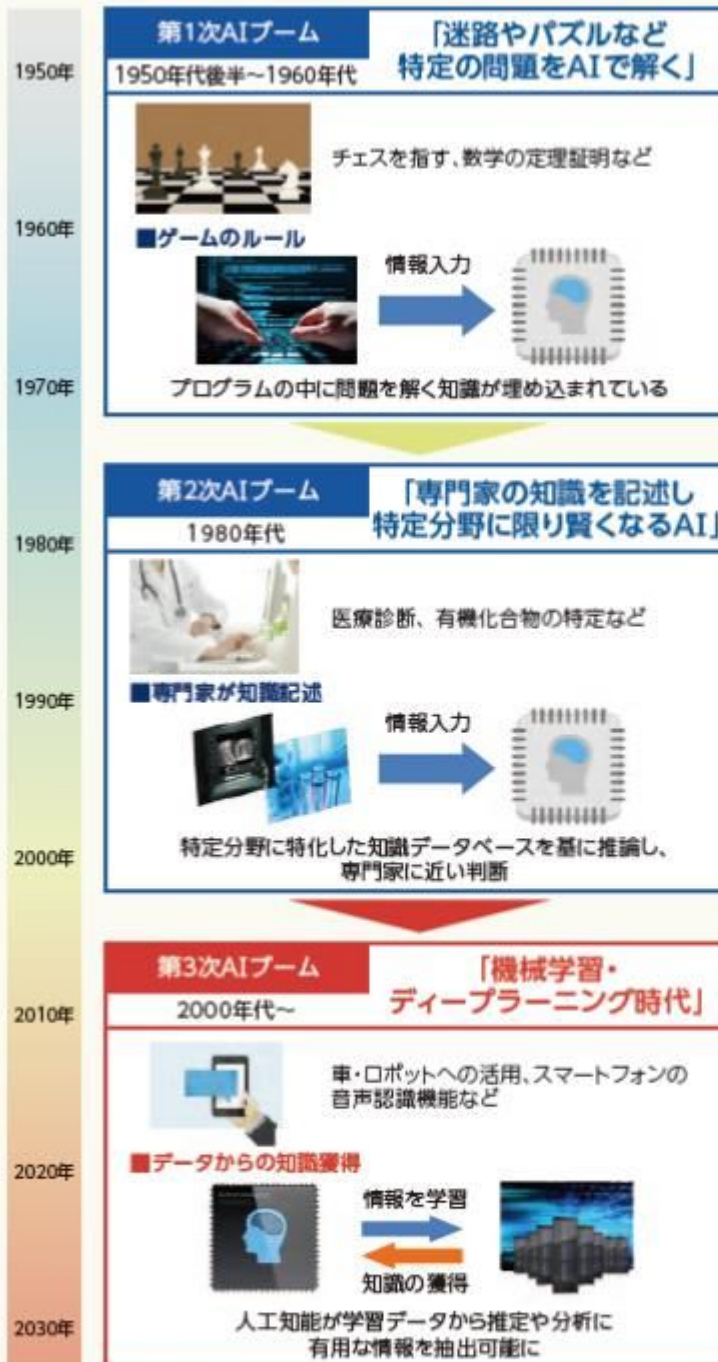 1950年
1960年
1970年
1980年
1990年
2000年
2010年
2020年
2030年
第1次AIブーム
1950年代後半～1960年代
「迷路やパズルなど
特定の問題をAIで解く」
チェスを指す、数学の定理証明など
■ゲームのルール
情報入力
プログラムの中に問題を解く知識が埋め込まれている
第2次AIブーム
1980年代
「専門家の知識を記述し
特定分野に限り賢くなるAI」
医療診断、有機化合物の特定など
■専門家が知識記述
情報入力
特定分野に特化した知識データベースを基に推論し、
専門家に近い判断
第3次AIブーム
2000年代～
「機械学習・
ディープラーニング時代」
車・ロボットへの活用、スマートフォンの
音声認識機能など
■データからの知識獲得
情報を学習
知識の獲得
人工知能が学習データから推定や分析に
有用な情報を抽出可能に